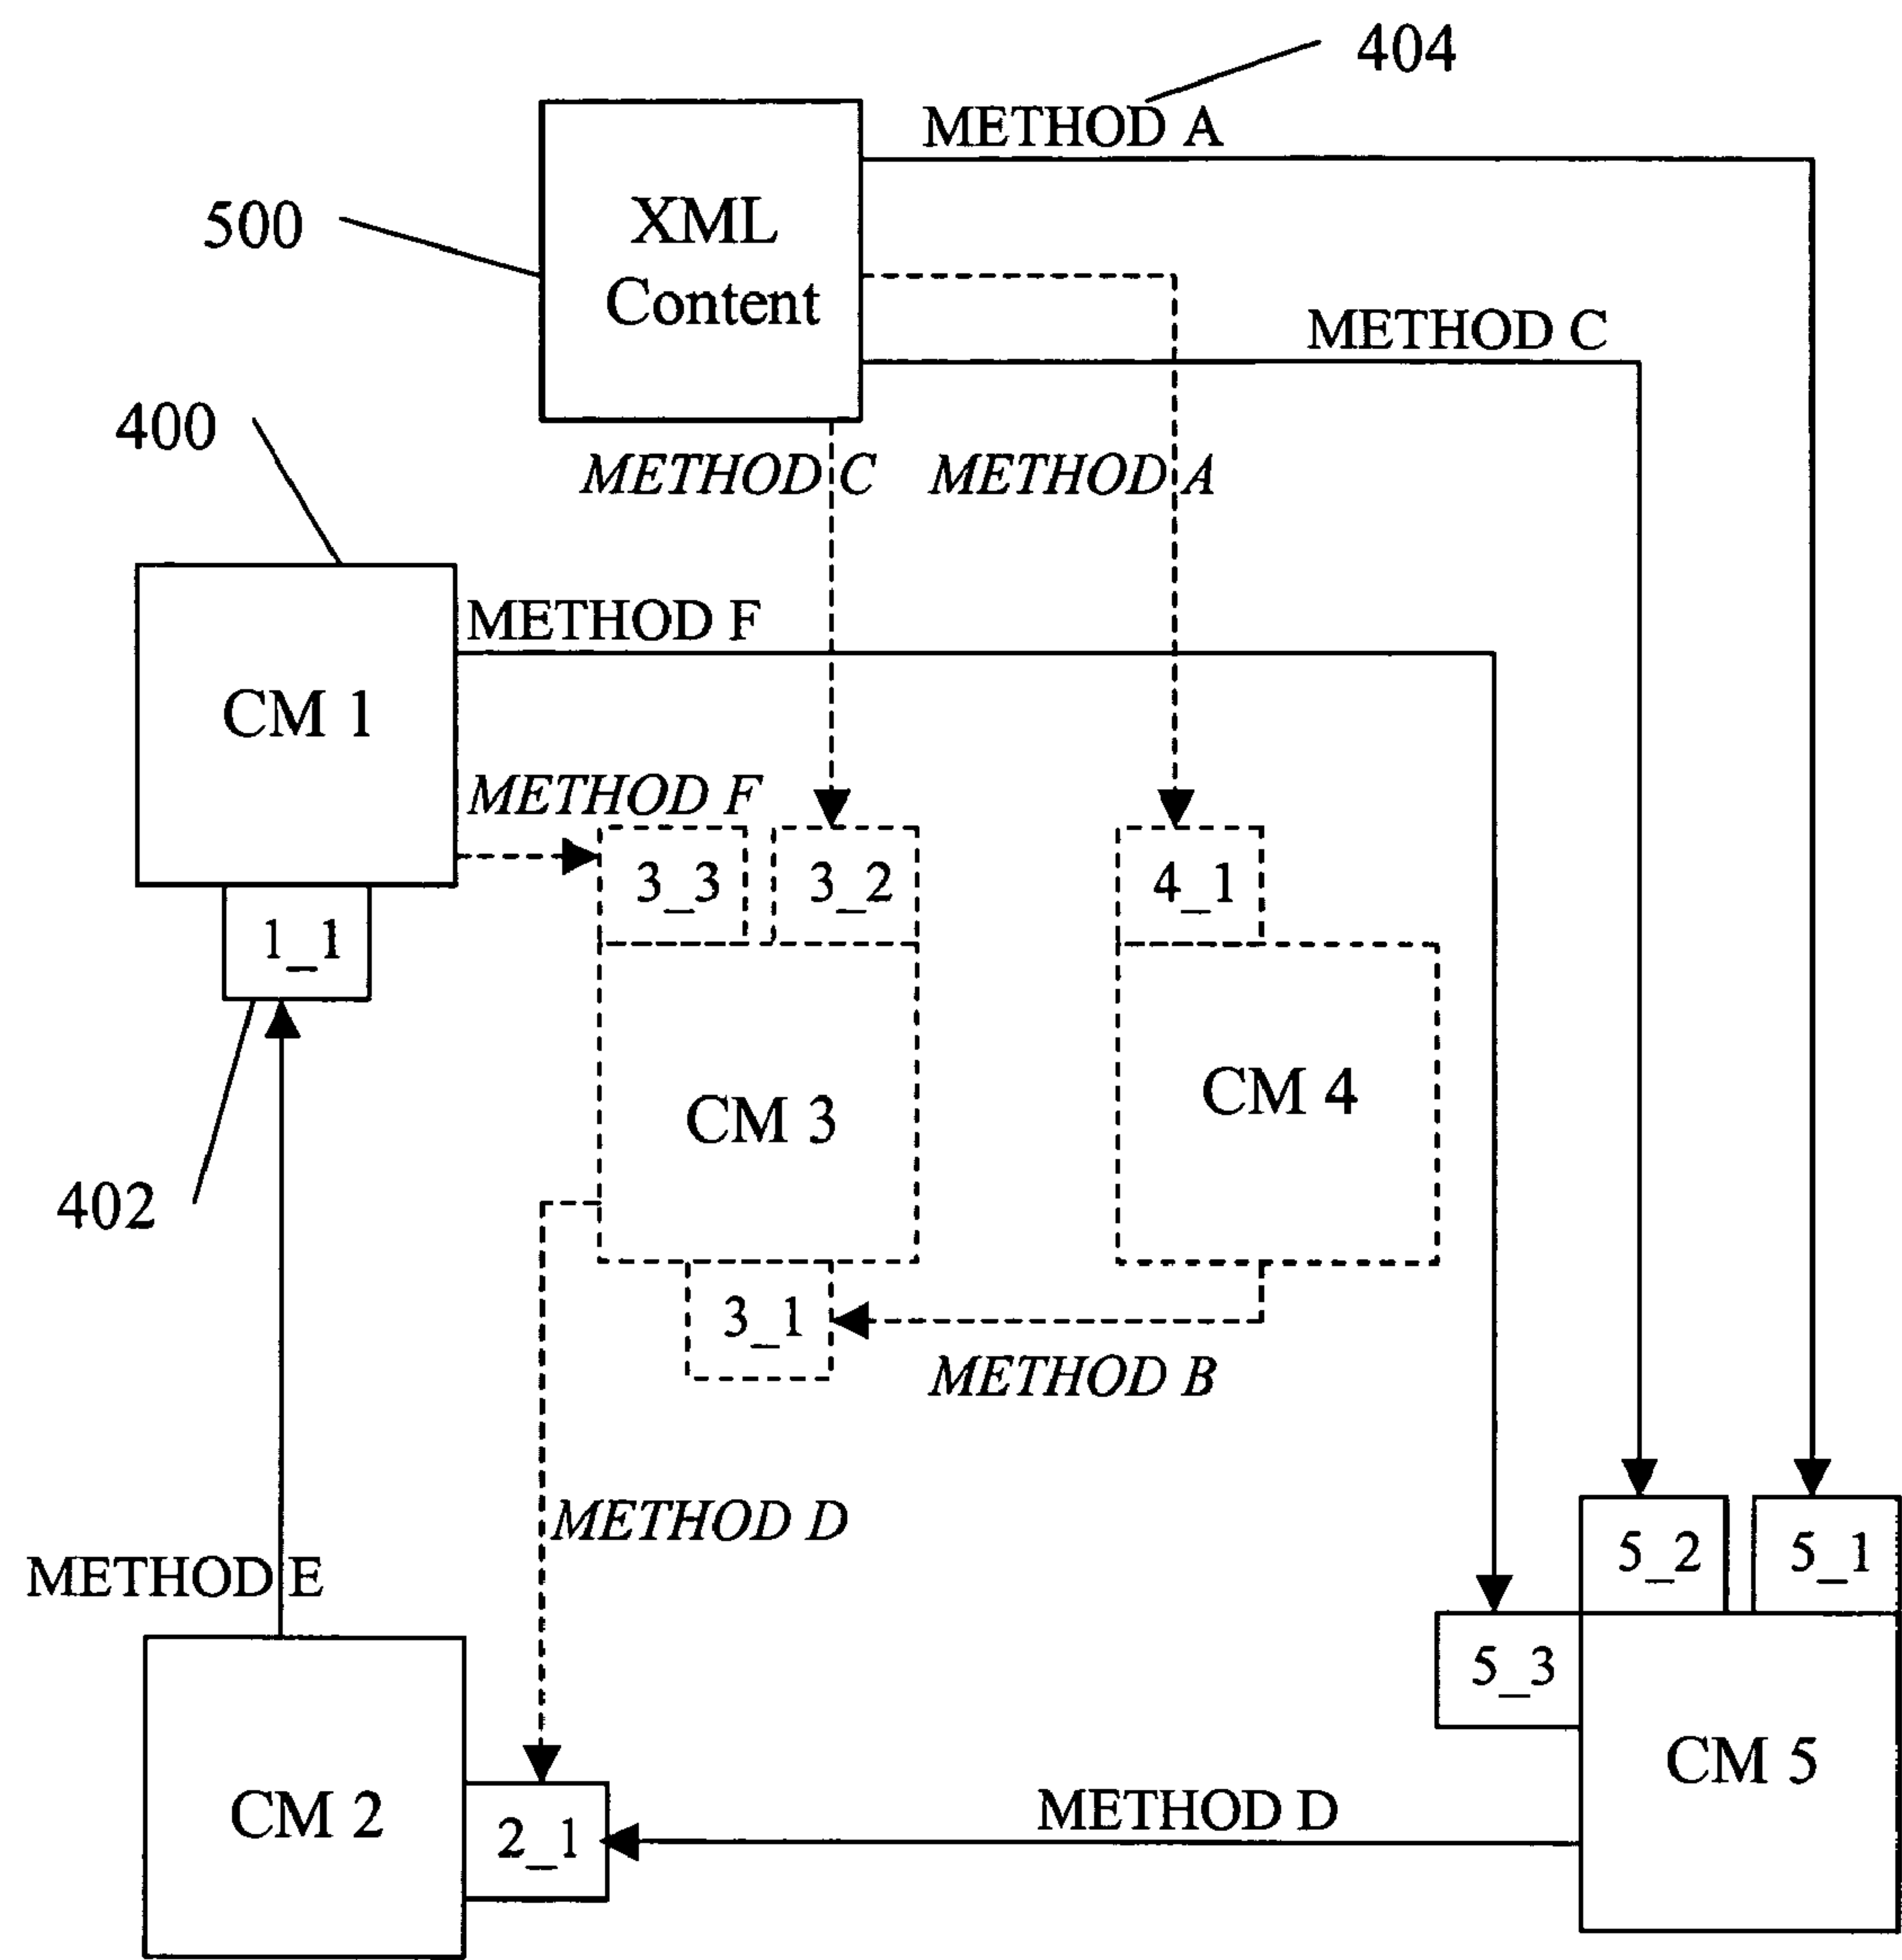 404
METHOD A
500
XML
Content
METHOD C
400
METHOD C
METHOD A
METHOD F
CM 1
METHOD F
3_3
3_2
4_1
1_1
CM 3
CM 4
402
3_1
METHOD B
METHOD D
METHOD E
5_2
5_1
5_3
CM 5
CM 2
METHOD D
2_1